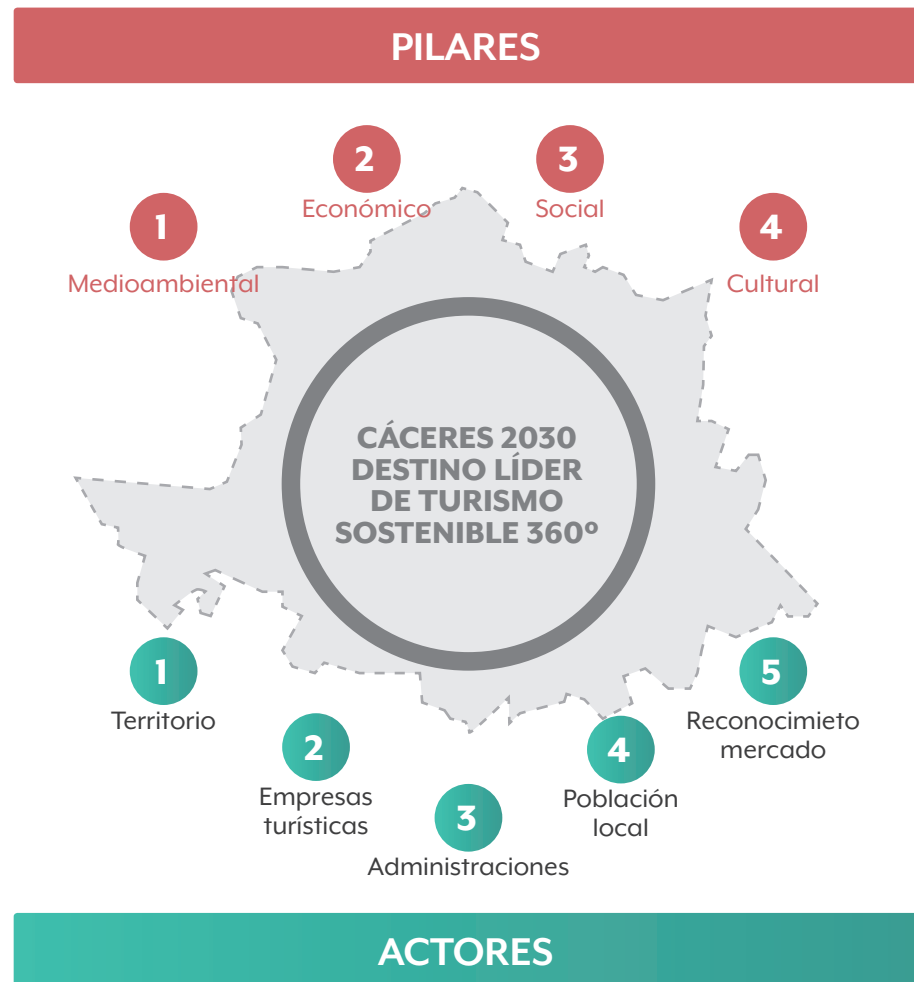 PILARES
1
Medioambiental
2
Económico
3
Social
4
Cultural
CÁCERES 2030
DESTINO LÍDER
DE TURISMO
SOSTENIBLE 360º
1
Territorio
2
Empresas
turísticas
3
Administraciones
4
Población
local
5
Reconocimieto
mercado
ACTORES